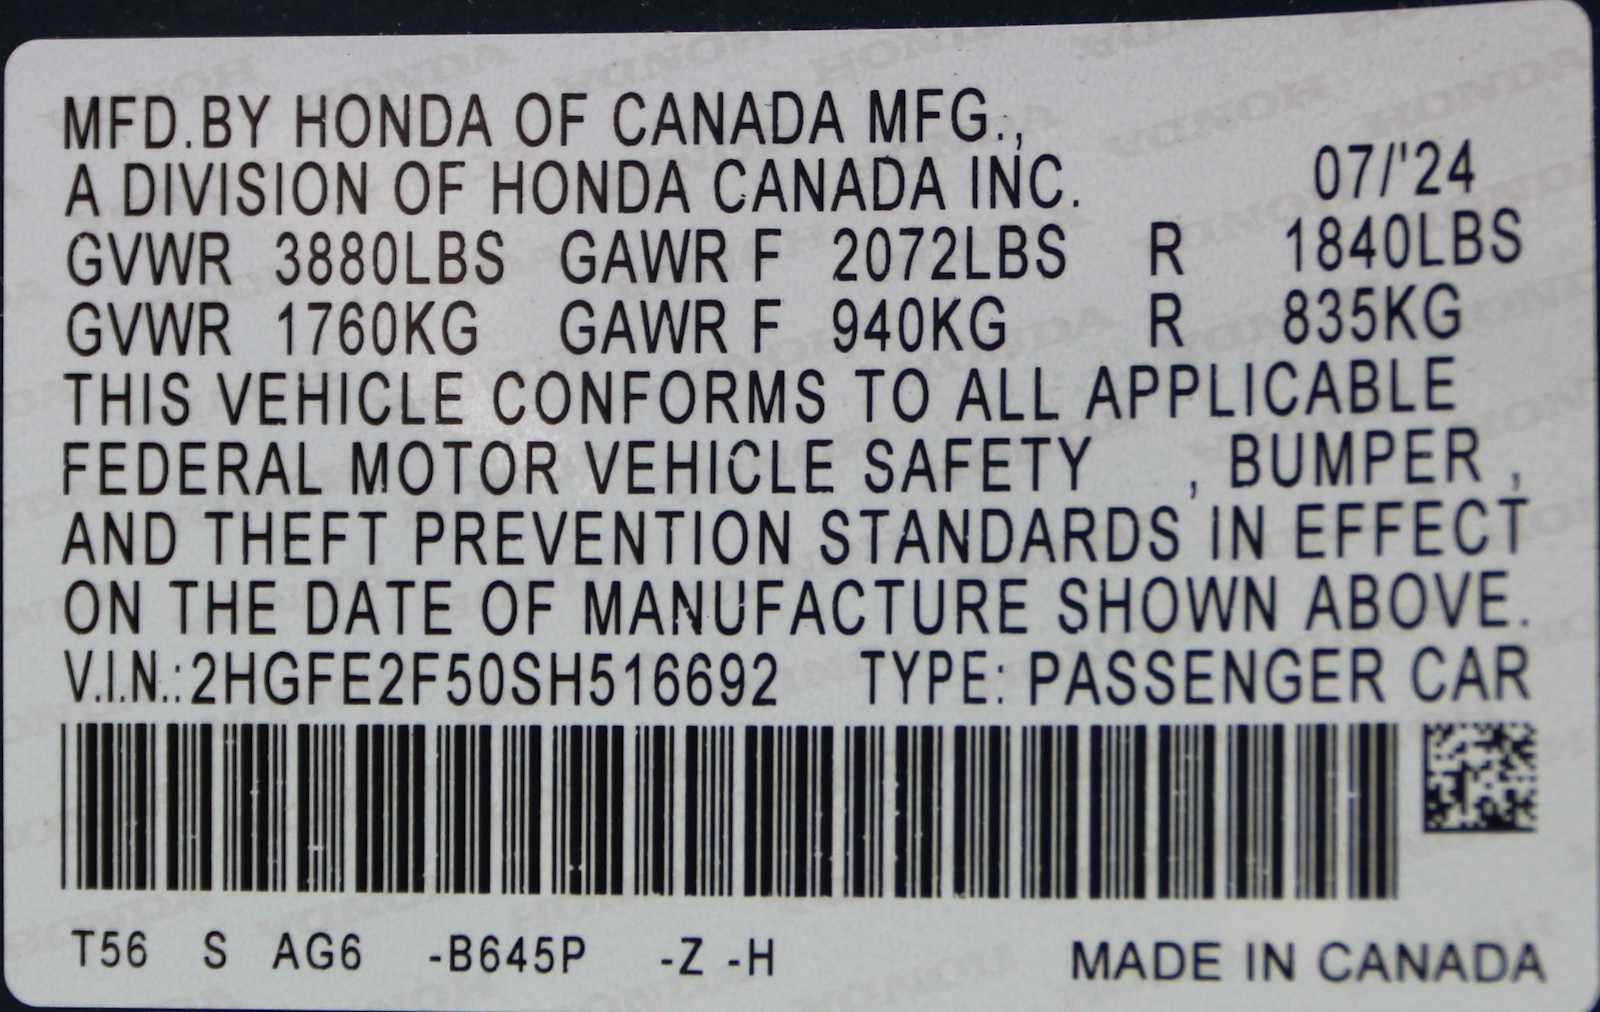 MFD.BY HONDA OF CANADA MFG.,
A DIVISION OF HONDA CANADA INC. 07/'24
GVWR 3880LBS GAWR F 2072LBS R 1840LBS
GVWR 1760KG GAWR F 940KG R 835KG
THIS VEHICLE CONFORMS TO ALL APPLICABLE
FEDERAL MOTOR VEHICLE SAFETY , BUMPER ,
AND THEFT PREVENTION STANDARDS IN EFFECT
ON THE DATE OF MANUFACTURE SHOWN ABOVE.
V.I.N.:2HGFE2F50SH516692 TYPE: PASSENGER CAR
T56 S AG6 -B645P -Z -H MADE IN CANADA